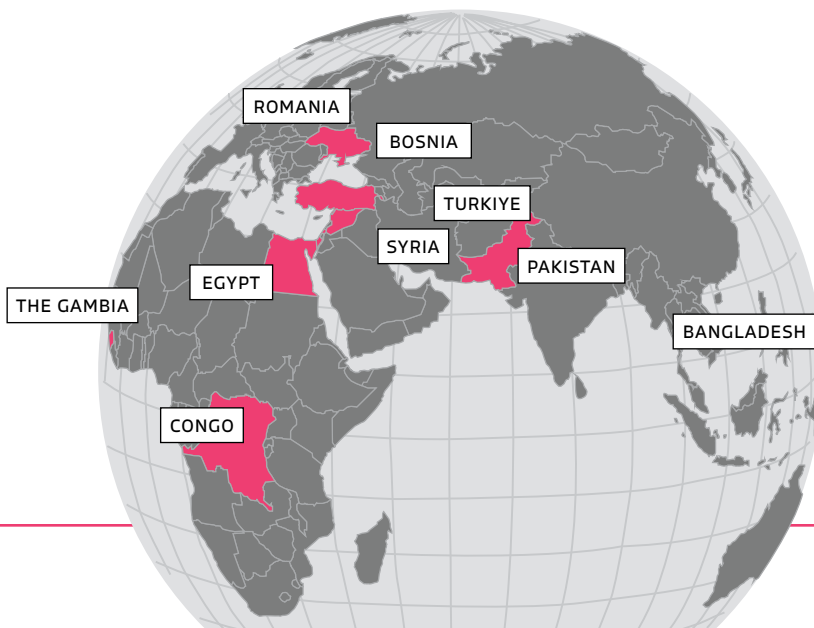 ROMANIA
BOSNIA
TURKIYE
SYRIA
PAKISTAN
EGYPT
THE GAMBIA
BANGLADESH
CONGO